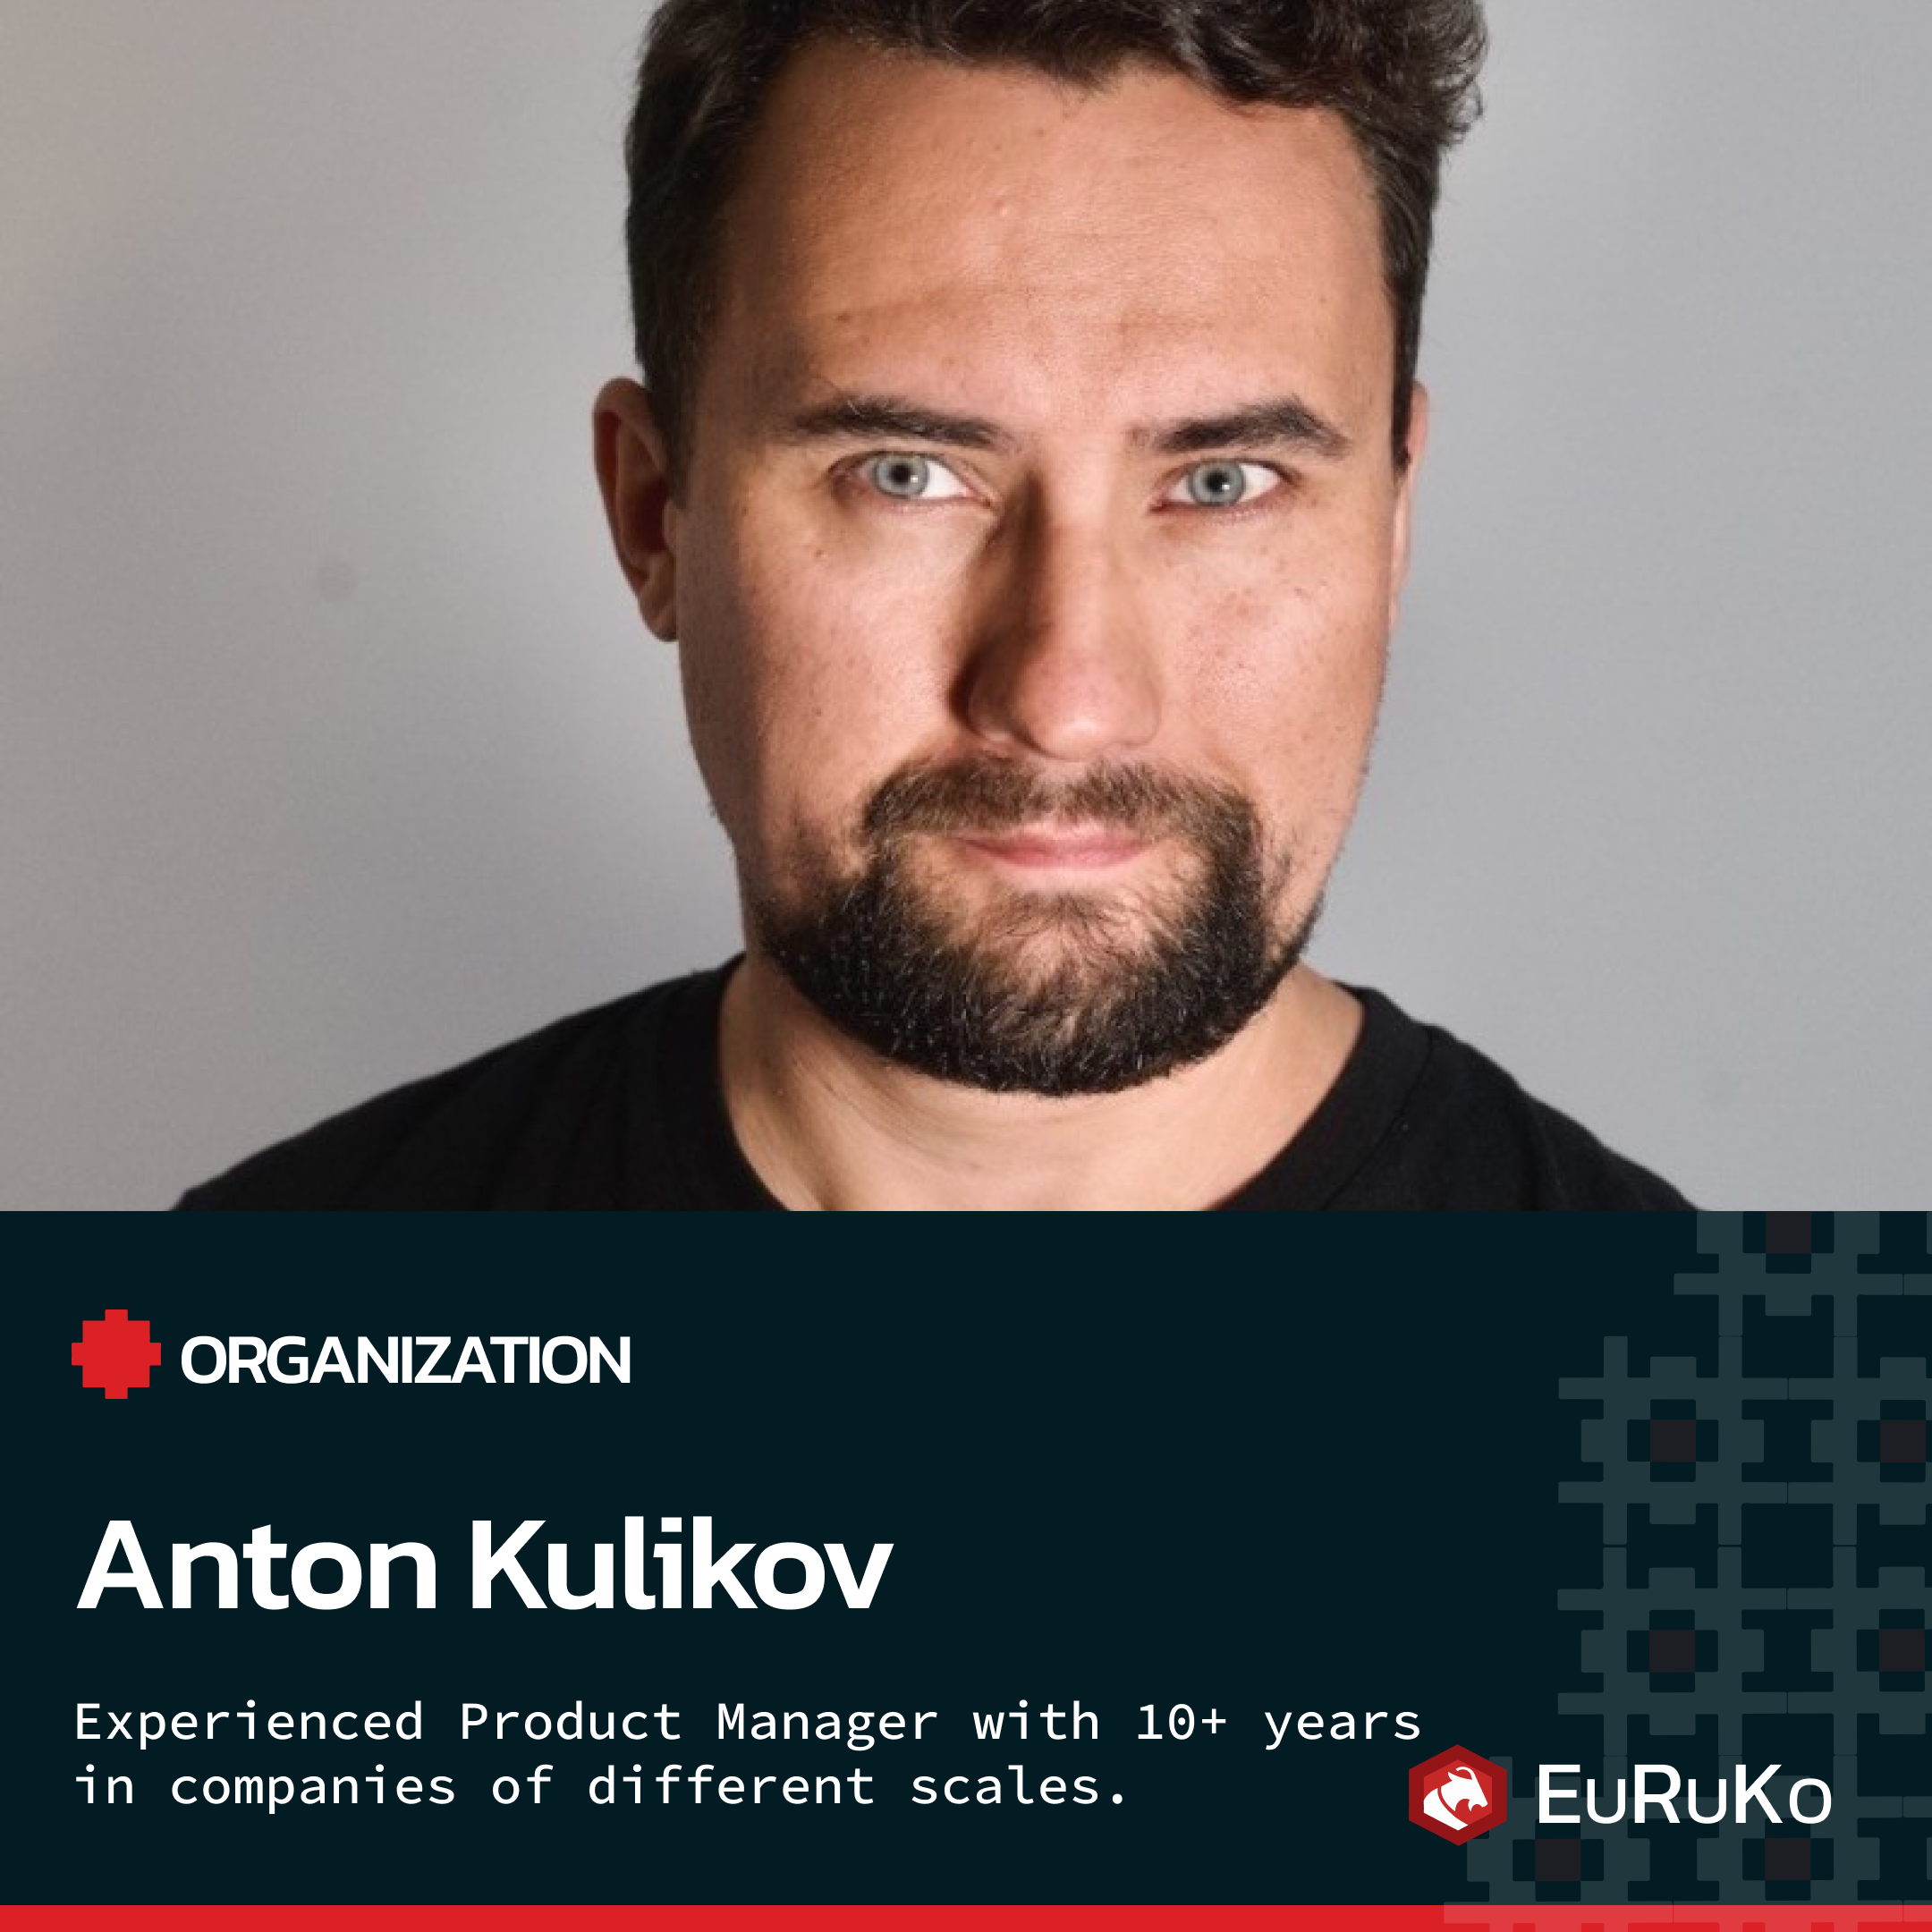 ORGANIZATION
Anton Kulikov
Experienced Product Manager with 10+ years
in companies of different scales.
EuRuKo